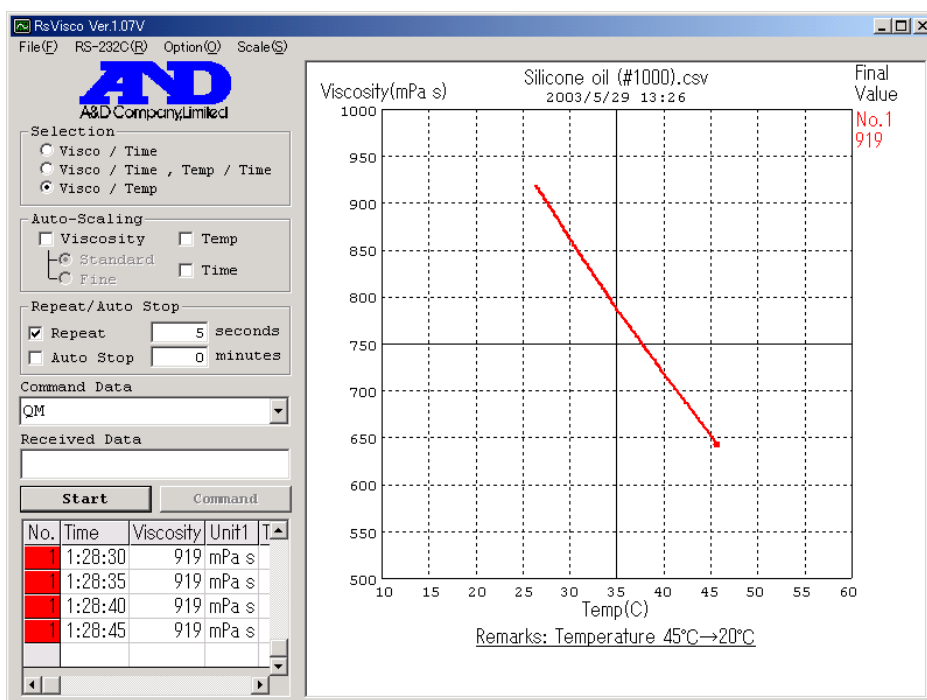 RsVisco Ver.1.07V
File(F) RS-232C(R) Option(O) Scale(S)
AND
A&D Company,Limited
Selection
Visco / Time
Visco / Time , Temp / Time
Visco / Temp
Auto-Scaling
Viscosity Temp
Standard
Fine Time
Repeat/Auto Stop
Repeat 5 seconds
Auto Stop 0 minutes
Command Data
QM
Received Data
Start Command
No. Time Viscosity Unit1 T
1 1:28:30 919 mPa s
1 1:28:35 919 mPa s
1 1:28:40 919 mPa s
1 1:28:45 919 mPa s
Silicone oil (#1000).csv
2003/5/29 13:26
Viscosity(mPa s)
Final
Value
No.1
919
1000
950
900
850
800
750
700
650
600
550
500
10 15 20 25 30 35 40 45 50 55 60
Temp(C)
Remarks: Temperature 45℃→20℃